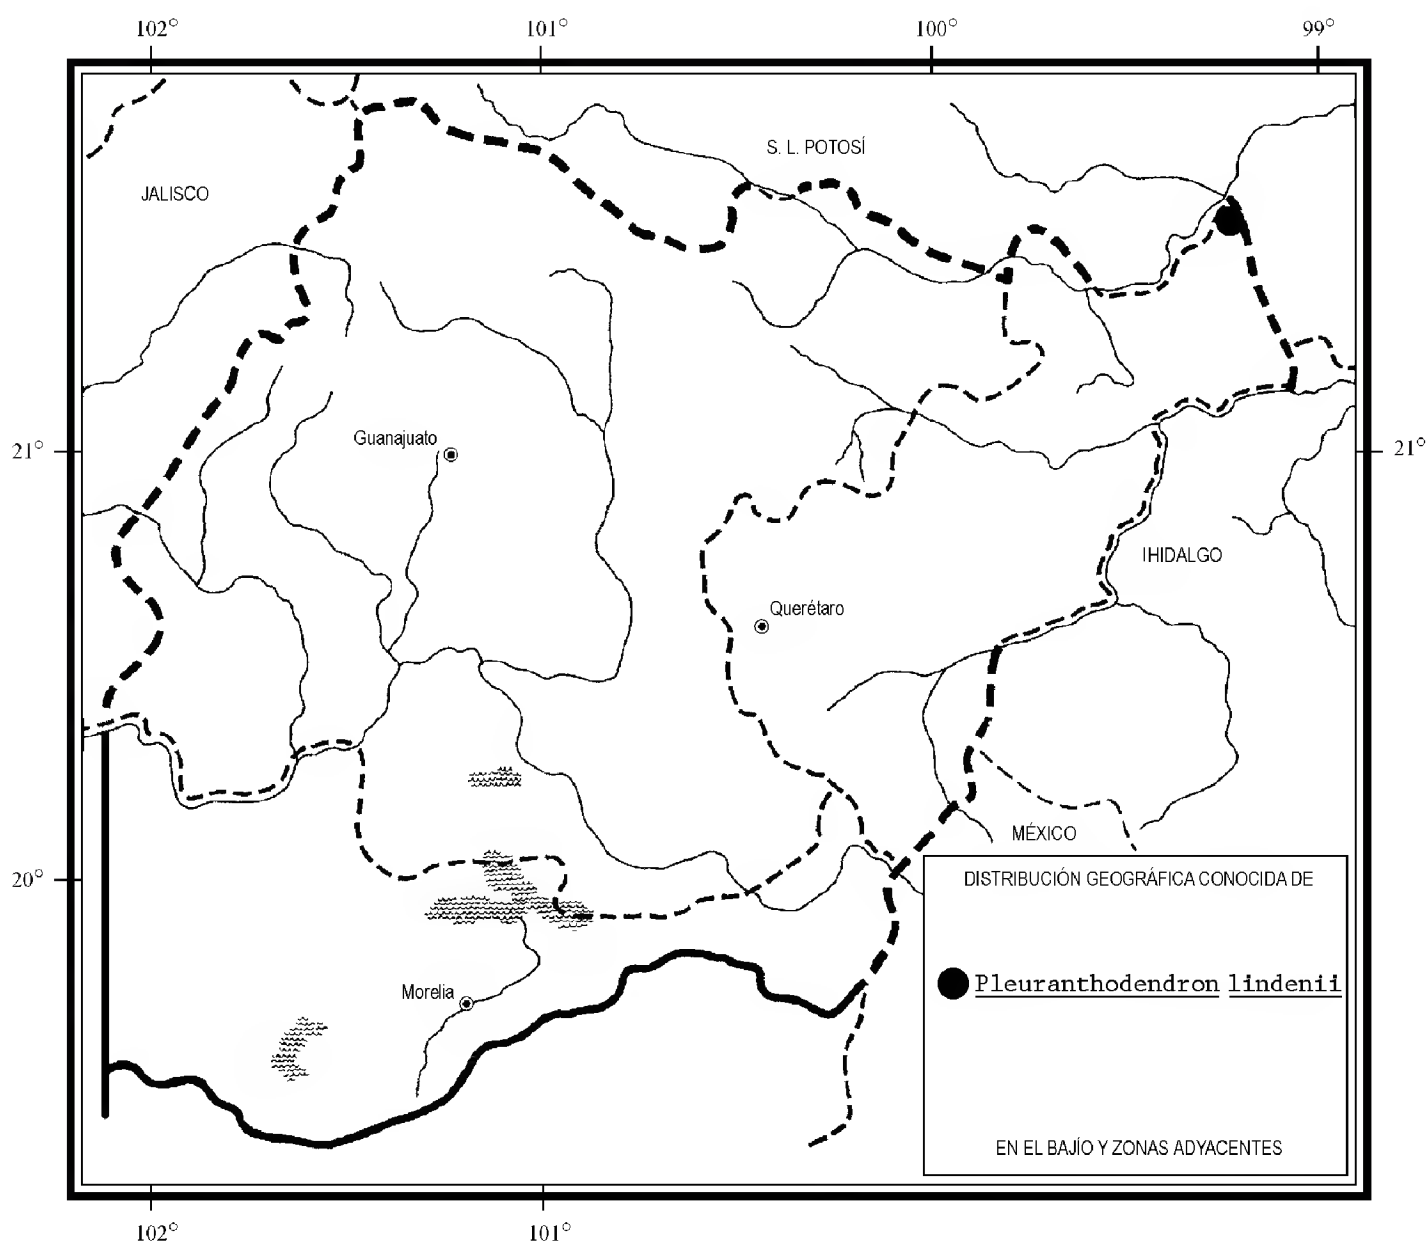 102° 101° 100° 99°
S. L. POTOSÍ
JALISCO
Guanajuato
21° 21°
IHIDALGO
Querétaro
MÉXICO
20°
DISTRIBUCIÓN GEOGRÁFICA CONOCIDA DE
Pleuranthodendron lindenii
Morelia
EN EL BAJÍO Y ZONAS ADYACENTES
102° 101°